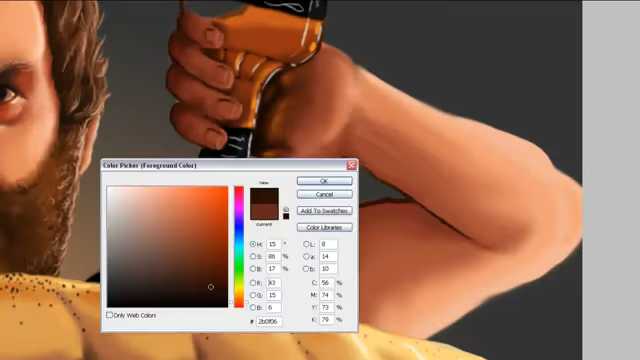 Color Picker (Foreground Color)
new
current
OK
Cancel
Add To Swatches
Color Libraries
H: 15 °
S: 86 %
B: 17 %
R: 43
G: 15
B: 6
# 2b0f06
L: 8
a: 14
b: 10
C: 56 %
M: 74 %
Y: 73 %
K: 79 %
Only Web Colors